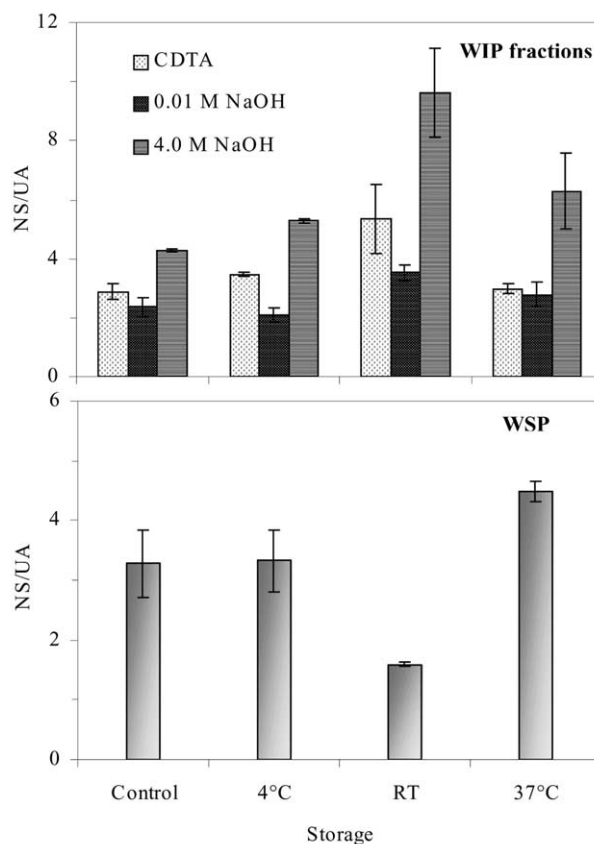 12
WIP fractions
CDTA
0.01 M NaOH
4.0 M NaOH
8
NS/UA
4
0
6
WSP
4
NS/UA
2
0
Control 4°C RT 37°C
Storage